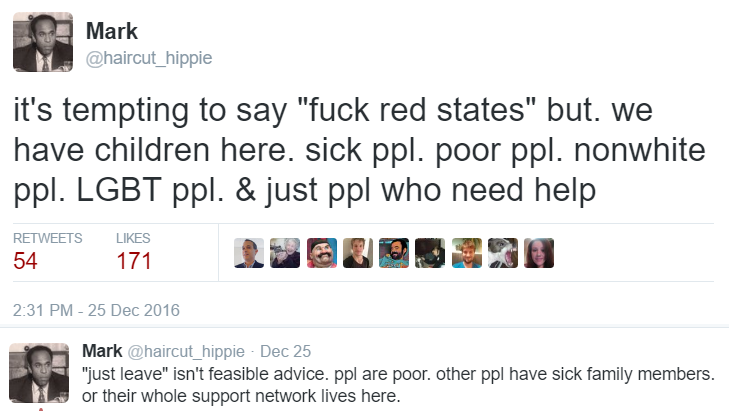 Mark
@haircut_hippie
it's tempting to say "fuck red states" but. we
have children here. sick ppl. poor ppl. nonwhite
ppl. LGBT ppl. & just ppl who need help
RETWEETS LIKES
54 171
2:31 PM - 25 Dec 2016
Mark @haircut_hippie · Dec 25
"just leave" isn't feasible advice. ppl are poor. other ppl have sick family members.
or their whole support network lives here.